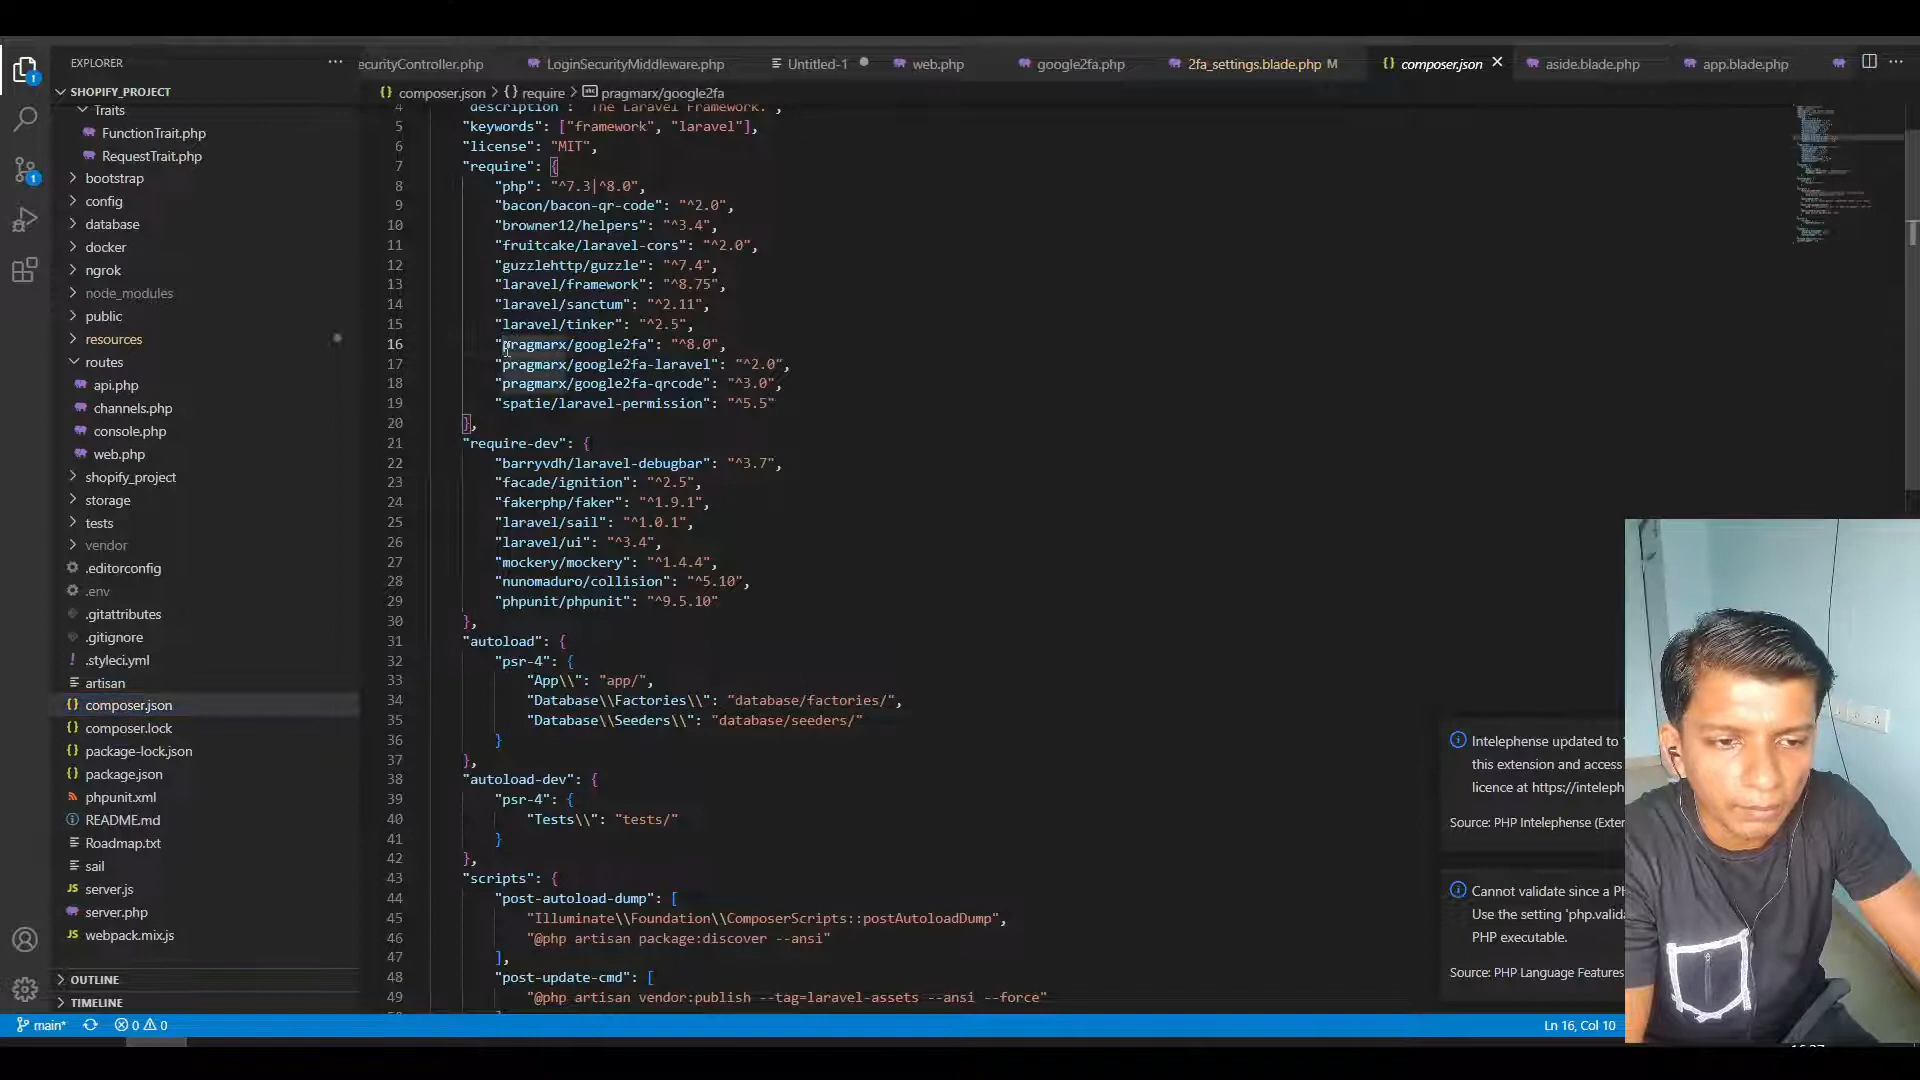 EXPLORER
SHOPIFY_PROJECT
Traits
FunctionTrait.php
RequestTrait.php
bootstrap
config
database
docker
ngrok
node_modules
public
resources
routes
api.php
channels.php
console.php
web.php
shopify_project
storage
tests
vendor
.editorconfig
.env
.gitattributes
.gitignore
.styleci.yml
artisan
composer.json
composer.lock
package-lock.json
package.json
phpunit.xml
README.md
Roadmap.txt
sail
server.js
server.php
webpack.mix.js
OUTLINE
TIMELINE
ecurityController.php LoginSecurityMiddleware.php Untitled-1 web.php google2fa.php 2fa_settings.blade.php M composer.json aside.blade.php app.blade.php
composer.json > {} require > pragmarx/google2fa
4 "description": "The Laravel Framework.",
5 "keywords": ["framework", "laravel"],
6 "license": "MIT",
7 "require": {
8 "php": "^7.3|^8.0",
9 "bacon/bacon-qr-code": "^2.0",
10 "browner12/helpers": "^3.4",
11 "fruitcake/laravel-cors": "^2.0",
12 "guzzlehttp/guzzle": "^7.4",
13 "laravel/framework": "^8.75",
14 "laravel/sanctum": "^2.11",
15 "laravel/tinker": "^2.5",
16 "pragmarx/google2fa": "^8.0",
17 "pragmarx/google2fa-laravel": "^2.0",
18 "pragmarx/google2fa-qrcode": "^3.0",
19 "spatie/laravel-permission": "^5.5"
20 },
21 "require-dev": {
22 "barryvdh/laravel-debugbar": "^3.7",
23 "facade/ignition": "^2.5",
24 "fakerphp/faker": "^1.9.1",
25 "laravel/sail": "^1.0.1",
26 "laravel/ui": "^3.4",
27 "mockery/mockery": "^1.4.4",
28 "nunomaduro/collision": "^5.10",
29 "phpunit/phpunit": "^9.5.10"
30 },
31 "autoload": {
32 "psr-4": {
33 "App\\": "app/",
34 "Database\\Factories\\": "database/factories/",
35 "Database\\Seeders\\": "database/seeders/"
36 }
37 },
38 "autoload-dev": {
39 "psr-4": {
40 "Tests\\": "tests/"
41 }
42 },
43 "scripts": {
44 "post-autoload-dump": [
45 "Illuminate\\Foundation\\ComposerScripts::postAutoloadDump",
46 "@php artisan package:discover --ansi"
47 ],
48 "post-update-cmd": [
49 "@php artisan vendor:publish --tag=laravel-assets --ansi --force"
Intelephense updated to
this extension and access
licence at https://inteleph
Source: PHP Intelephense (Exter
Cannot validate since a PH
Use the setting 'php.valid
PHP executable.
Source: PHP Language Features
main* 0 0 Ln 16, Col 10